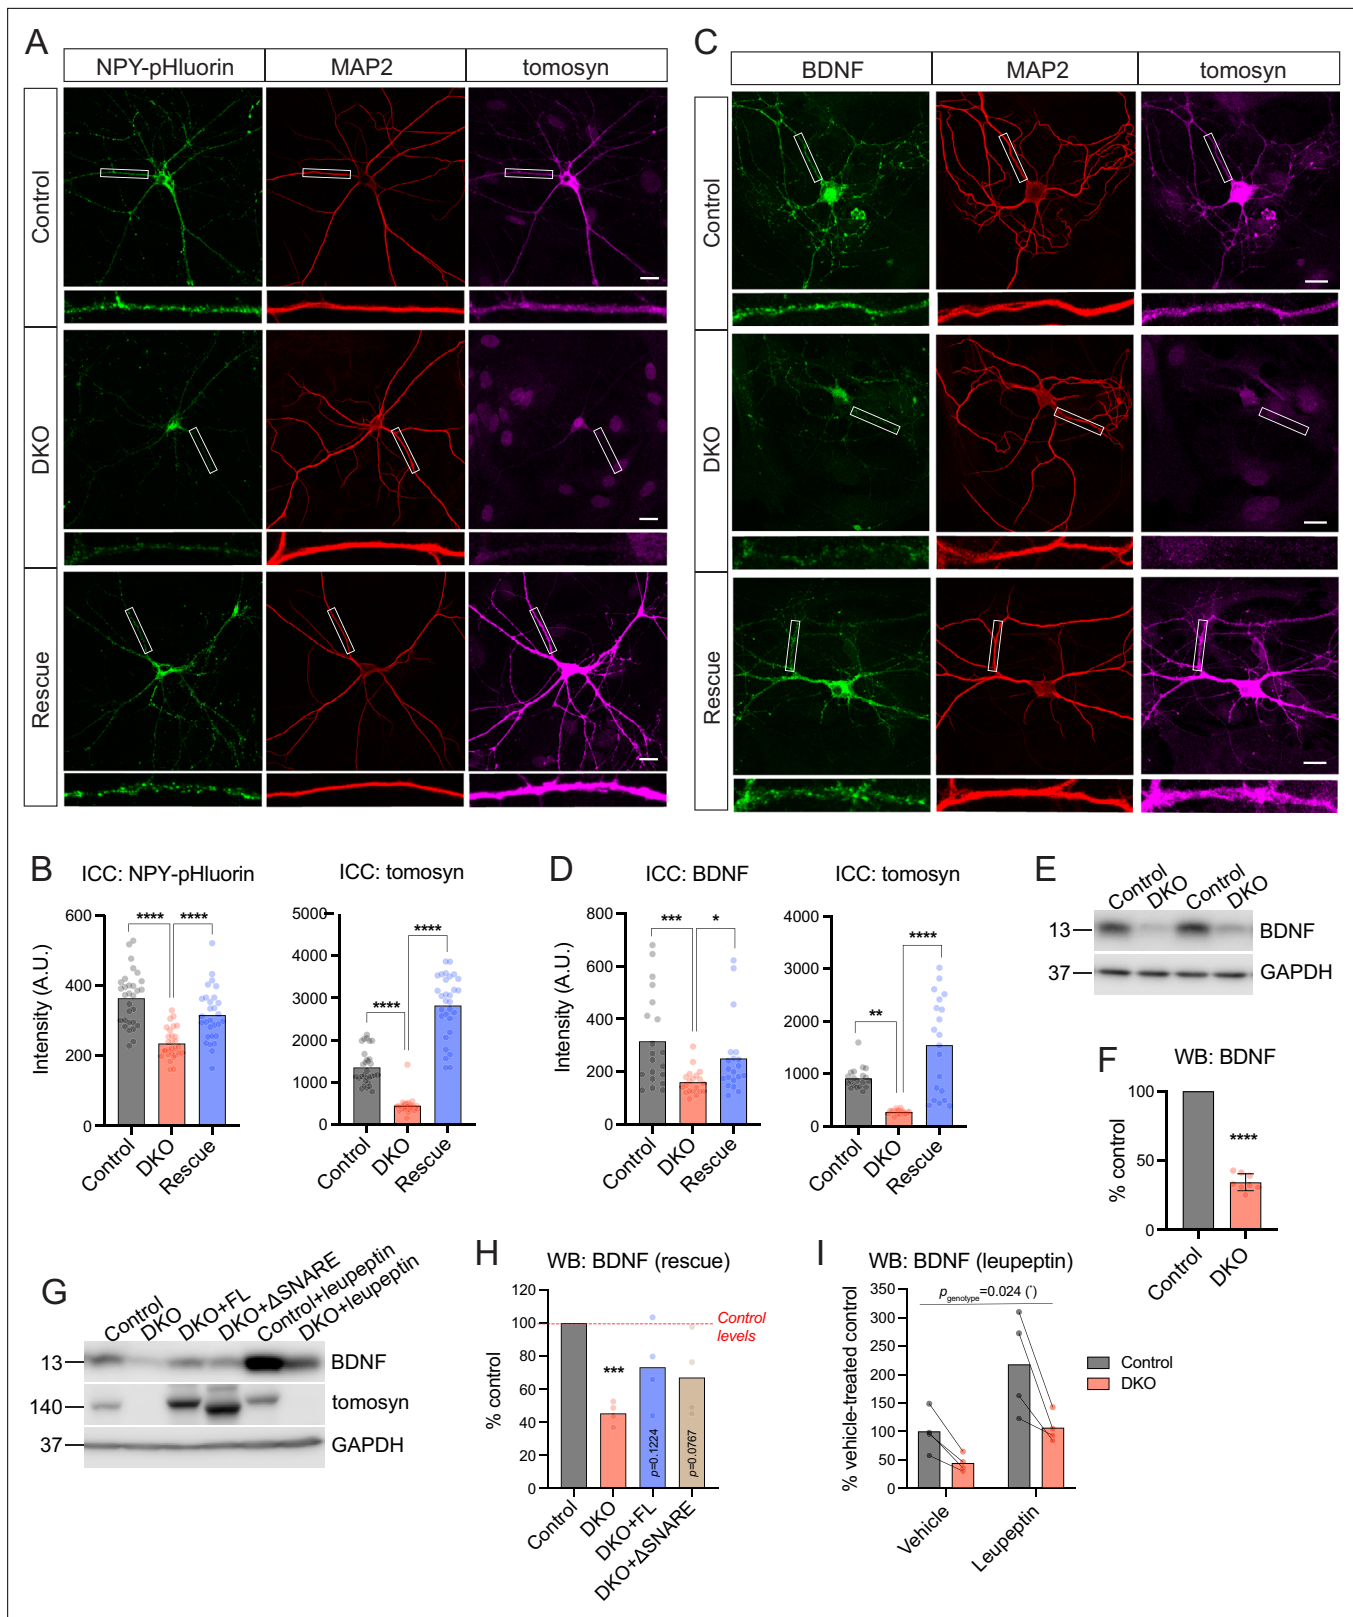 A
NPY-pHluorin
MAP2
tomosyn
Control
DKO
Rescue
C
BDNF
MAP2
tomosyn
Control
DKO
Rescue
B
ICC: NPY-pHluorin
Intensity (A.U.)
600
400
200
0
****
****
Control
DKO
Rescue
ICC: tomosyn
5000
4000
3000
2000
1000
0
****
****
Control
DKO
Rescue
D
ICC: BDNF
Intensity (A.U.)
800
600
400
200
0
***
*
Control
DKO
Rescue
ICC: tomosyn
4000
3000
2000
1000
0
**
****
Control
DKO
Rescue
E
Control
DKO
Control
DKO
13
BDNF
37
GAPDH
F
WB: BDNF
% control
100
50
0
****
Control
DKO
G
Control
DKO
DKO+FL
DKO+ΔSNARE
Control+leupeptin
DKO+leupeptin
13
BDNF
140
tomosyn
37
GAPDH
H
WB: BDNF (rescue)
% control
120
100
80
60
40
20
0
Control
levels
***
p=0.1224
p=0.0767
Control
DKO
DKO+FL
DKO+ΔSNARE
I
WB: BDNF (leupeptin)
% vehicle-treated control
350
300
250
200
150
100
50
0
pgenotype=0.024 (*)
Vehicle
Leupeptin
Control
DKO